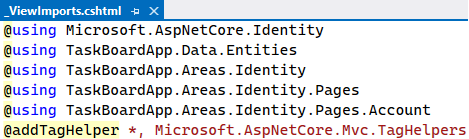 _ViewImports.cshtml
@using Microsoft.AspNetCore.Identity
@using TaskBoardApp.Data.Entities
@using TaskBoardApp.Areas.Identity
@using TaskBoardApp.Areas.Identity.Pages
@using TaskBoardApp.Areas.Identity.Pages.Account
@addTagHelper *, Microsoft.AspNetCore.Mvc.TagHelpers